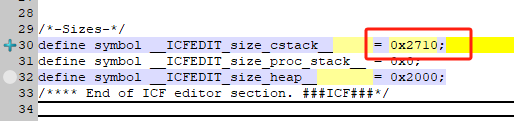 28
29 /*-Sizes-*/
30 define symbol __ICFEDIT_size_cstack__ = 0x2710;
31 define symbol __ICFEDIT_size_proc_stack__ = 0x0;
32 define symbol __ICFEDIT_size_heap__ = 0x2000;
33 /**** End of ICF editor section. ###ICF###*/
34